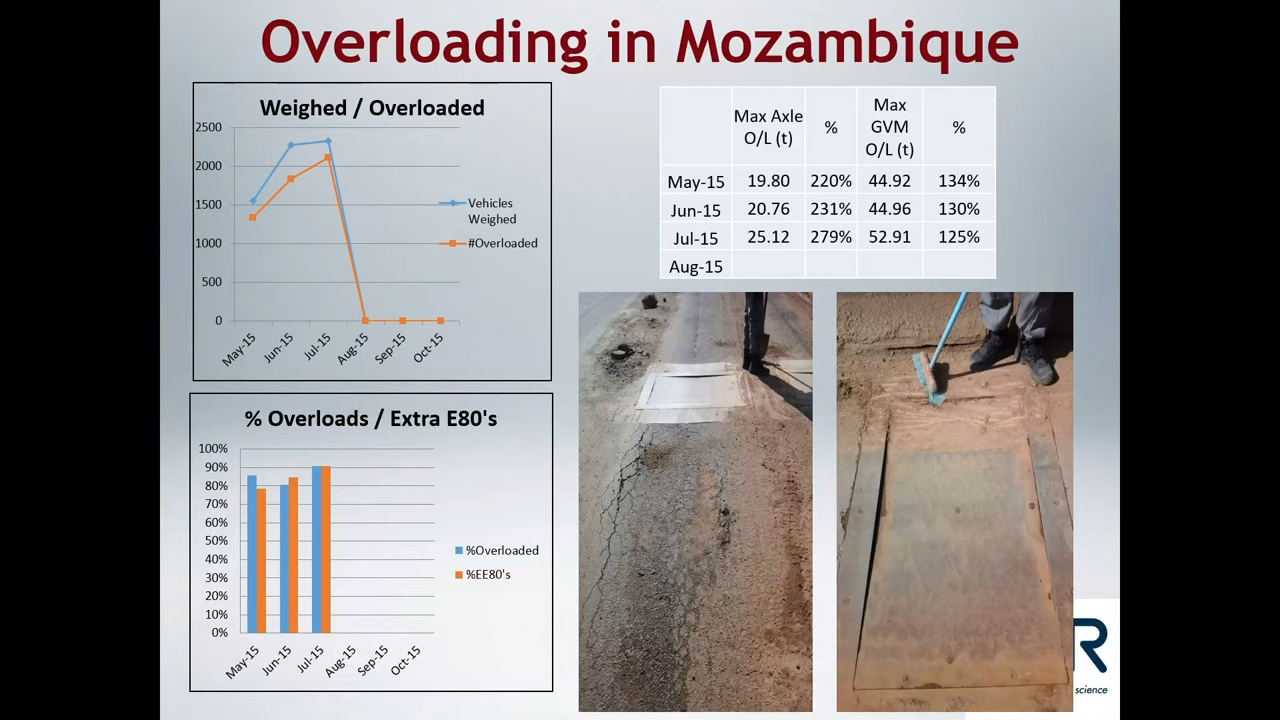 Overloading in Mozambique
Weighed / Overloaded
2500
2000
1500
1000
500
0
May-15 Jun-15 Jul-15 Aug-15 Sep-15 Oct-15
Vehicles
Weighed
#Overloaded
% Overloads / Extra E80's
100%
90%
80%
70%
60%
50%
40%
30%
20%
10%
0%
May-15 Jun-15 Jul-15 Aug-15 Sep-15 Oct-15
%Overloaded
%EE80's
Max Axle O/L (t) % Max GVM O/L (t) %
May-15 19.80 220% 44.92 134%
Jun-15 20.76 231% 44.96 130%
Jul-15 25.12 279% 52.91 125%
Aug-15
R
science